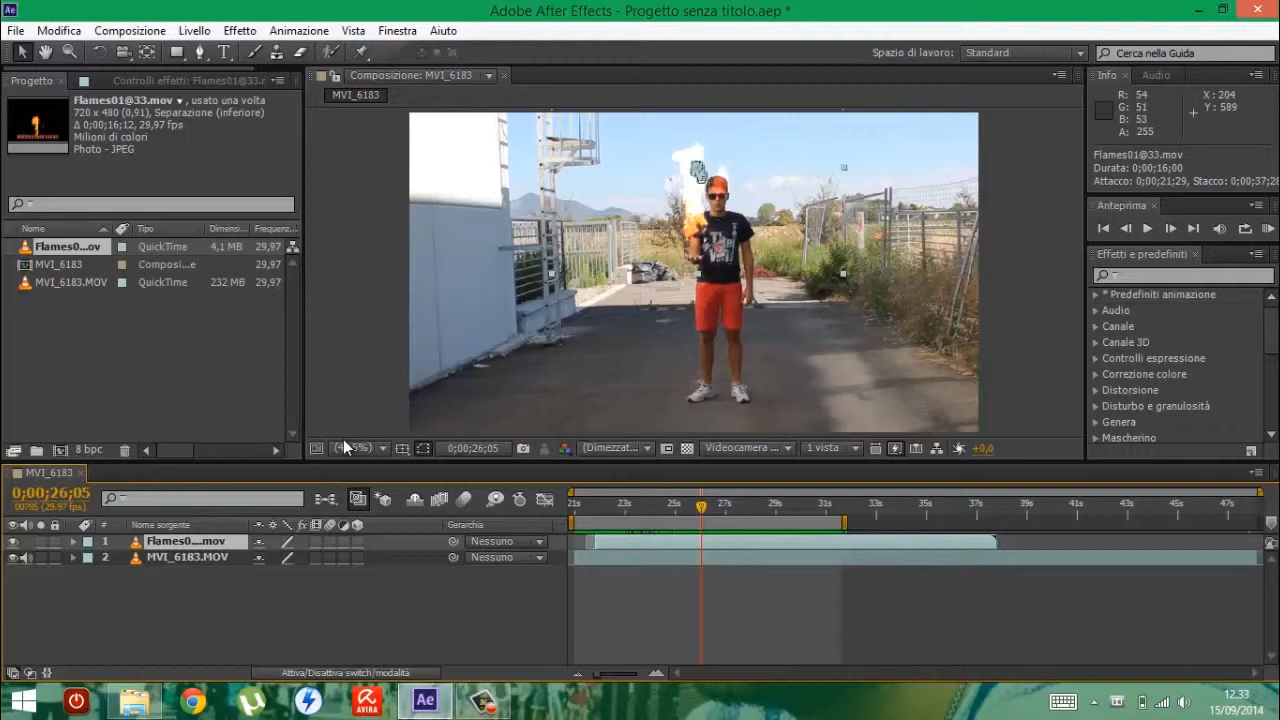 Ae Adobe After Effects - Progetto senza titolo.aep *
File Modifica Composizione Livello Effetto Animazione Vista Finestra Aiuto
Spazio di lavoro: Standard Cerca nella Guida
Progetto Controlli effetti: Flames01@33.m
Composizione: MVI_6183
Info Audio
MVI_6183
Flames01@33.mov , usato una volta
720 x 480 (0,91), Separazione (inferiore)
Δ 0;00;16;12, 29,97 fps
Milioni di colori
Photo - JPEG
R: 54
G: 51
B: 53
A: 255
X: 204
Y: 589
Flames01@33.mov
Durata: 0;00;16;00
Attacco: 0;00;21;29, Stacco: 0;00;37;28
Anteprima
Effetti e predefiniti
Nome Tipo Dimensi... Frequenz...
Flames0...ov QuickTime 4,1 MB 29,97
MVI_6183 Composi...e 29,97
MVI_6183.MOV QuickTime 232 MB 29,97
* Predefiniti animazione
Audio
Canale
Canale 3D
Controlli espressione
Correzione colore
Distorsione
Disturbo e granulosità
Genera
Mascherino
8 bpc
0;00;26;05 (Dimezzat... Videocamera ... 1 vista +0,0
MVI_6183
0;00;26;05
00785 (29.97 fps)
21s 23s 25s 27s 29s 31s 33s 35s 37s 39s 41s 43s 45s 47s
# Nome sorgente Gerarchia
1 Flames0....mov Nessuno
2 MVI_6183.MOV Nessuno
Attiva/Disattiva switch/modalità
AVIRA
Ae
12.33
15/09/2014